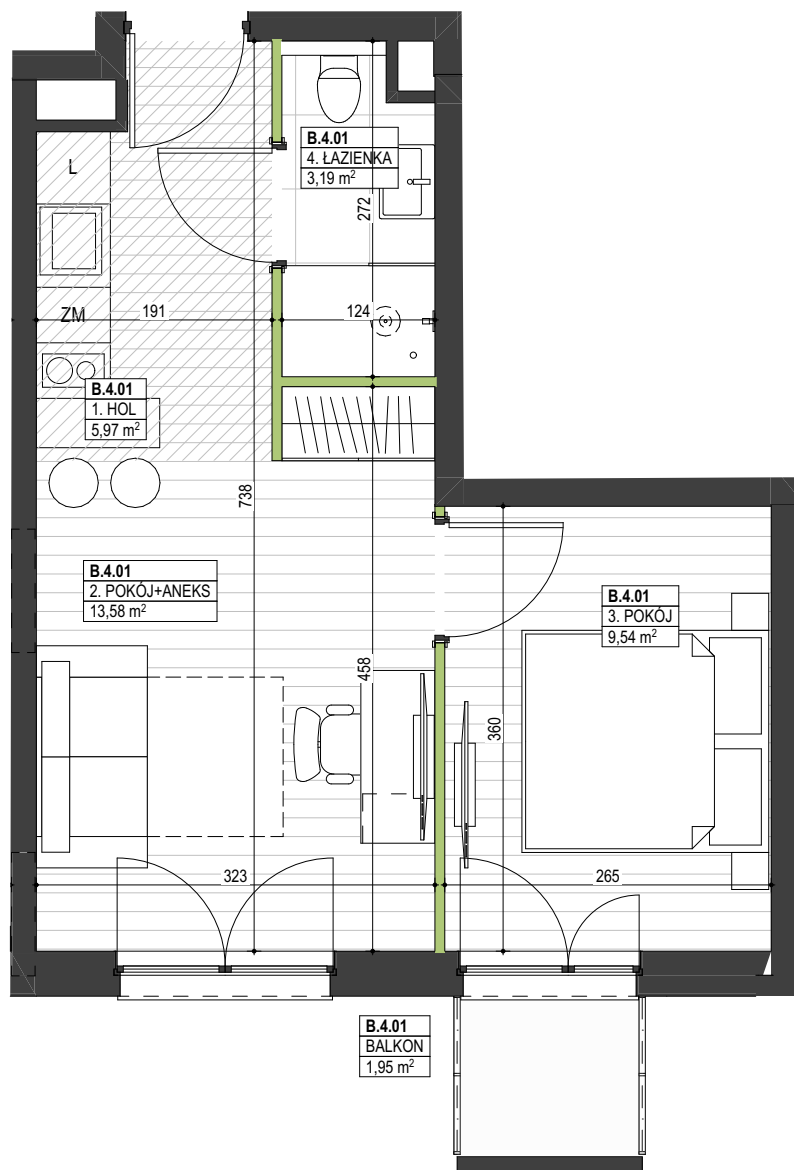 B.4.01
4. ŁAZIENKA
3,19 m²
L
272
ZM
191
124
B.4.01
1. HOL
5,97 m²
738
B.4.01
2. POKÓJ+ANEKS
13,58 m²
B.4.01
3. POKÓJ
9,54 m²
458
360
323
265
B.4.01
BALKON
1,95 m²